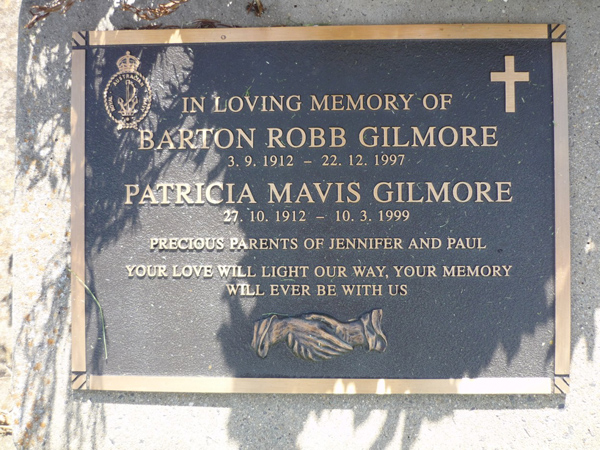 IN LOVING MEMORY OF
BARTON ROBB GILMORE
3. 9. 1912 – 22. 12. 1997
PATRICIA MAVIS GILMORE
27. 10. 1912 – 10. 3. 1999
PRECIOUS PARENTS OF JENNIFER AND PAUL
YOUR LOVE WILL LIGHT OUR WAY, YOUR MEMORY
WILL EVER BE WITH US